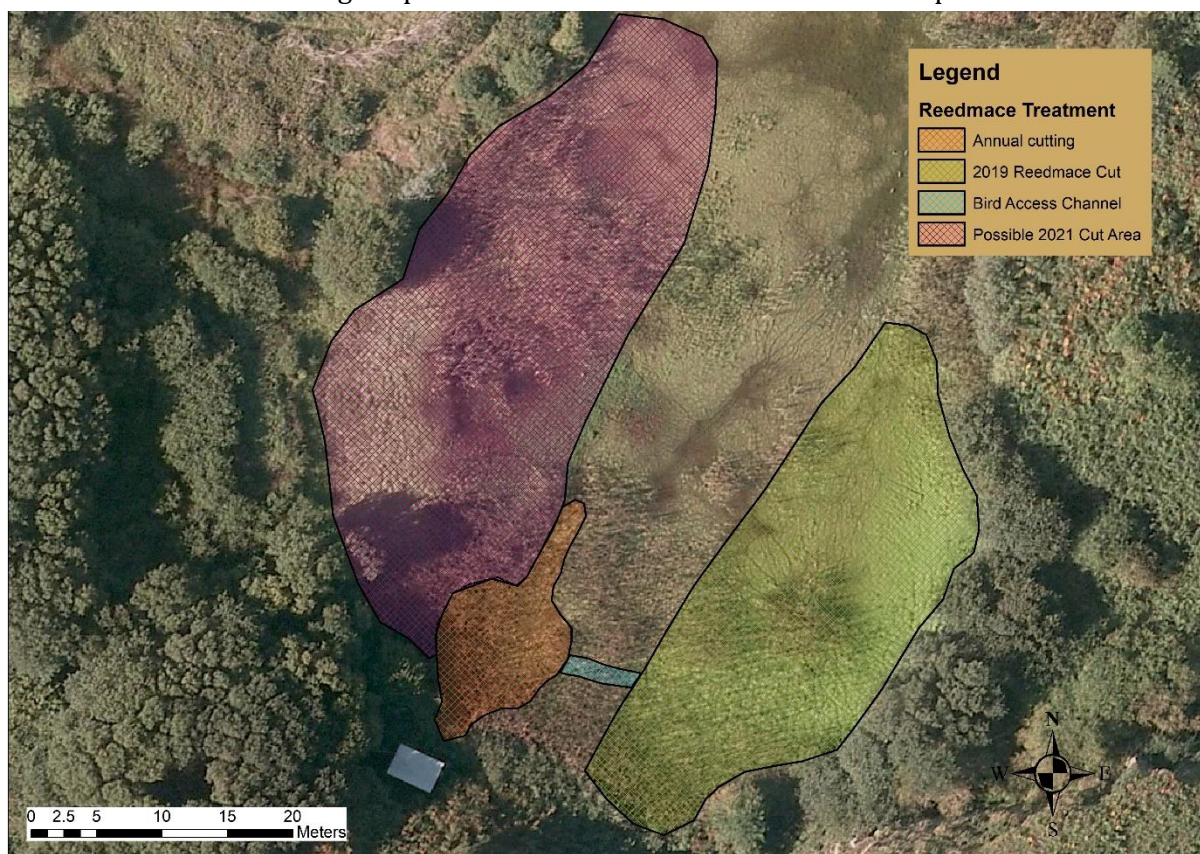 Legend
Reedmace Treatment
Annual cutting
2019 Reedmace Cut
Bird Access Channel
Possible 2021 Cut Area
N
W E
S
0 2.5 5 10 15 20
Meters